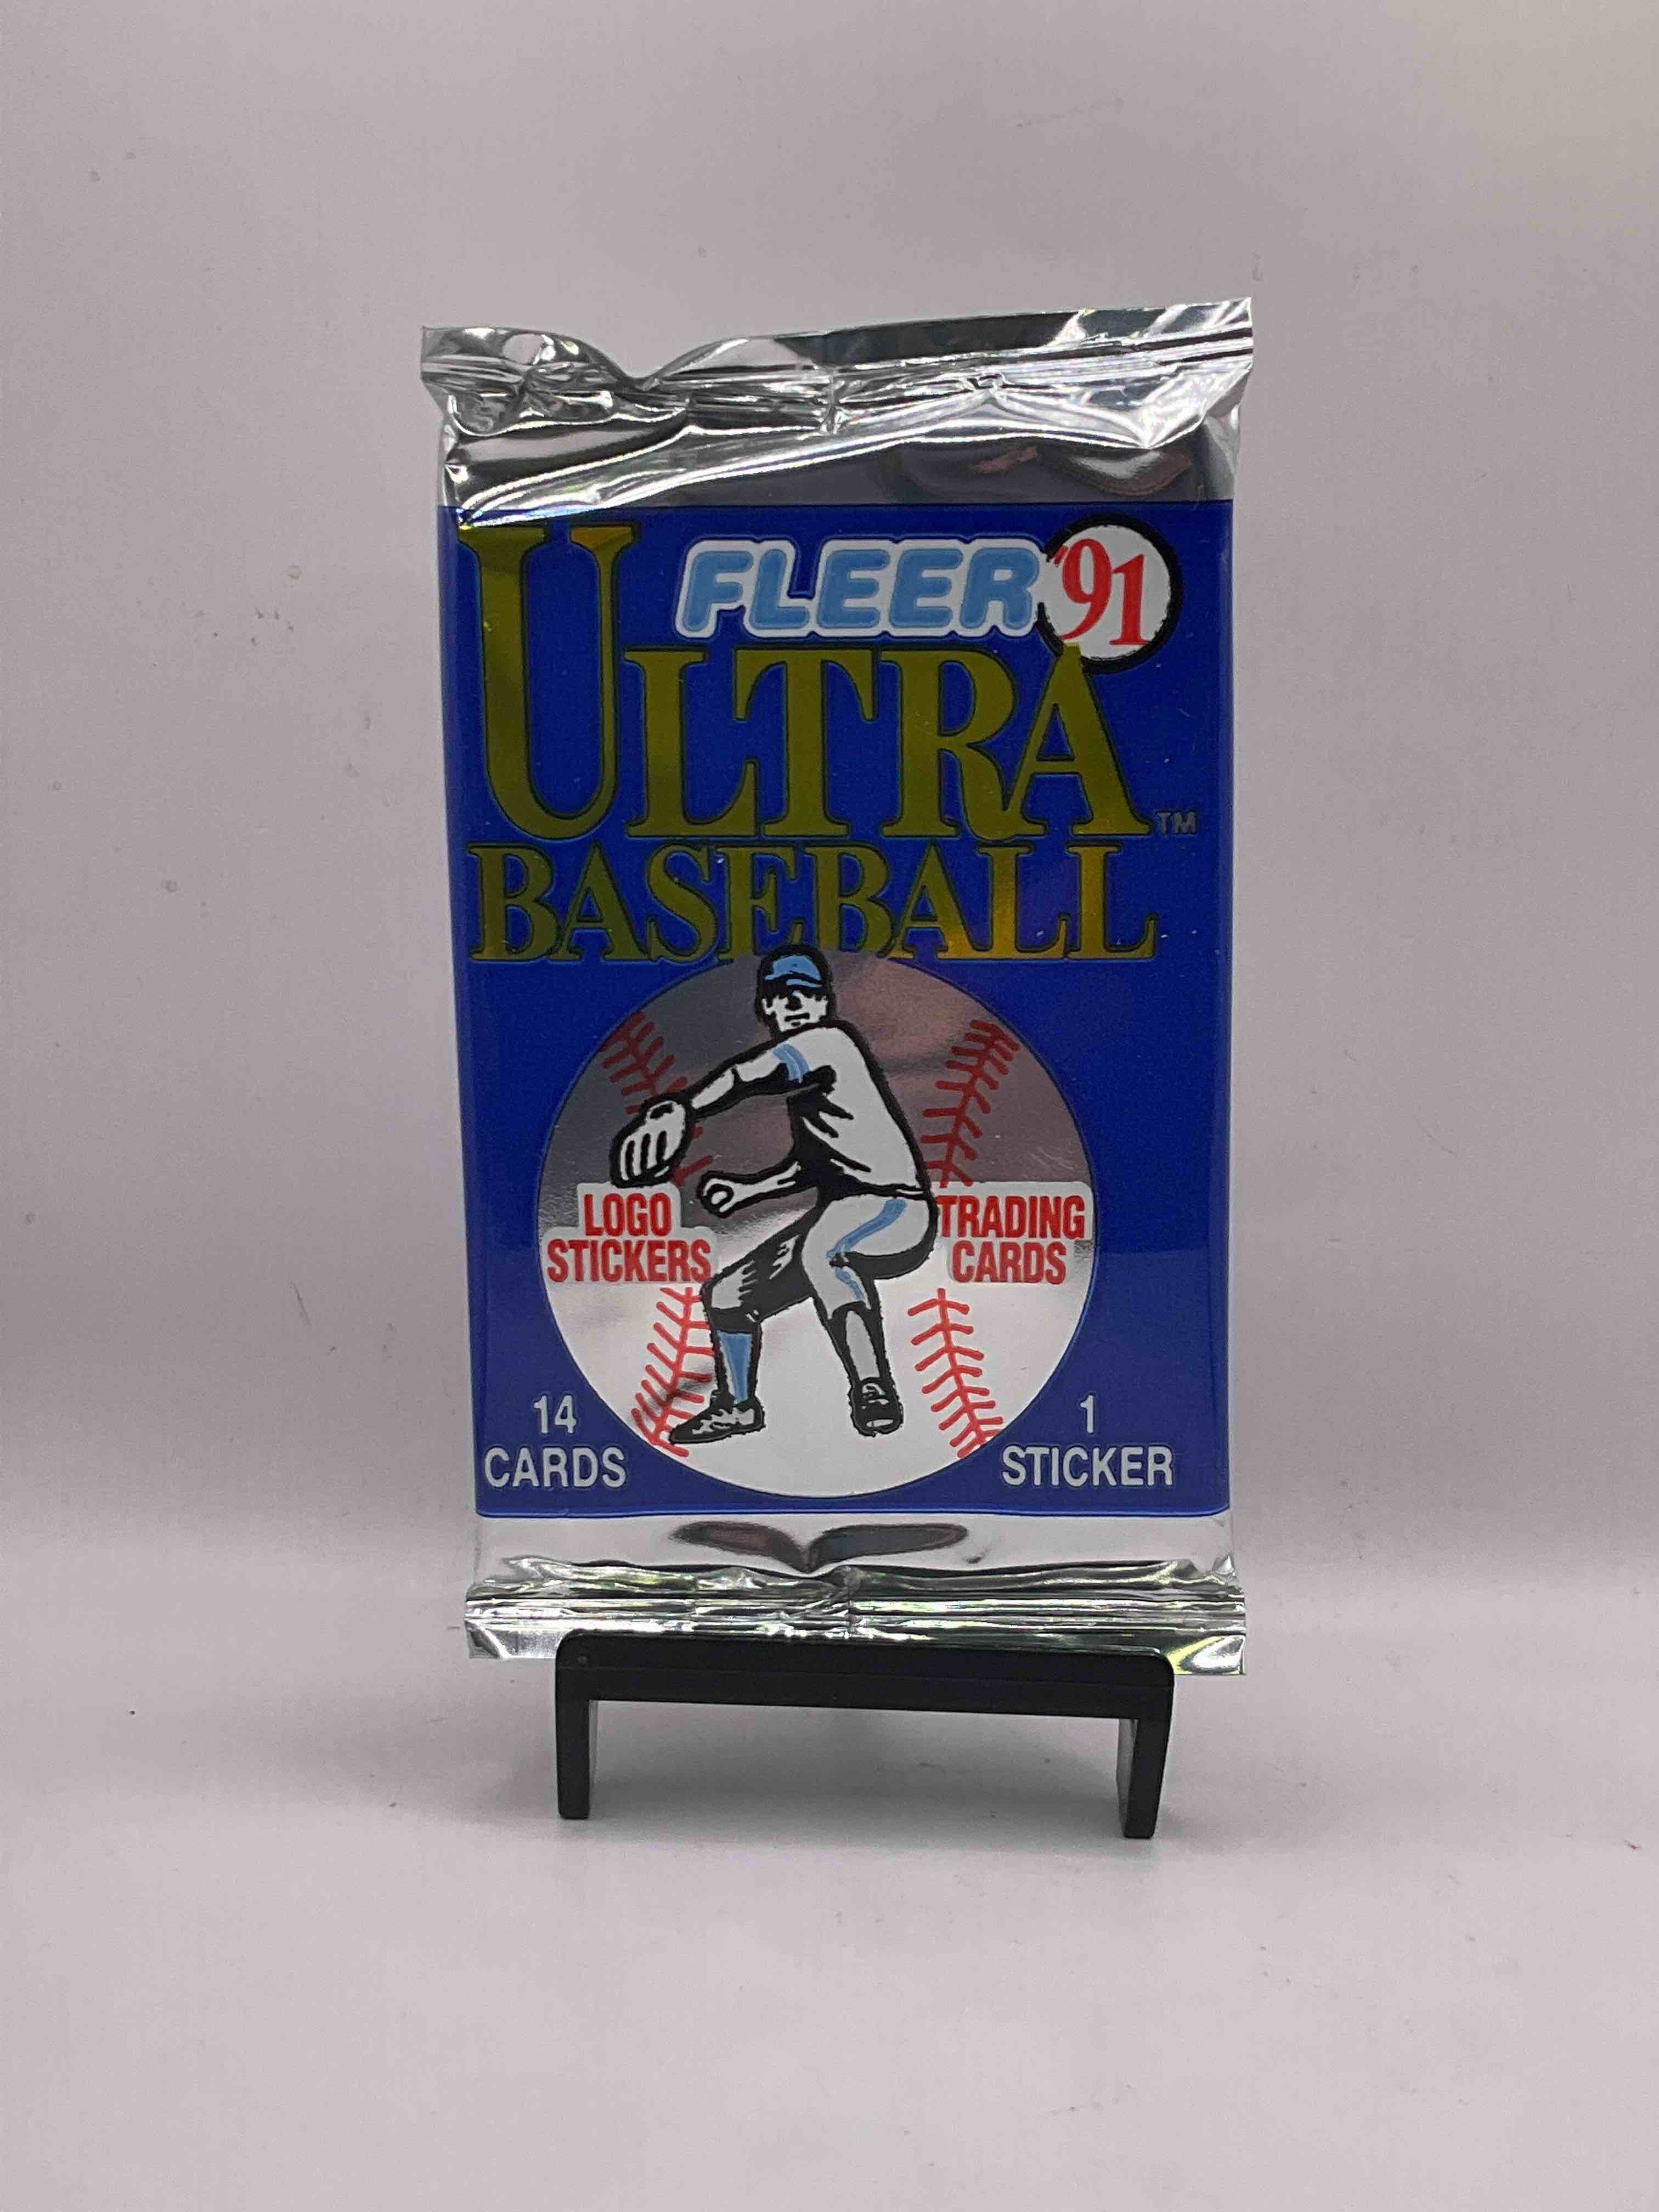 FLEER '91
ULTRA™
BASEBALL
LOGO
STICKERS
TRADING
CARDS
14
CARDS
1
STICKER